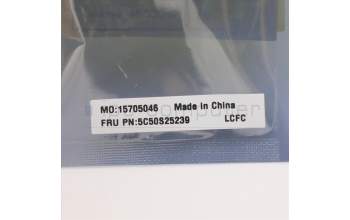 MO:15705046 Made in China
FRU PN:5C50S25239 LCFC